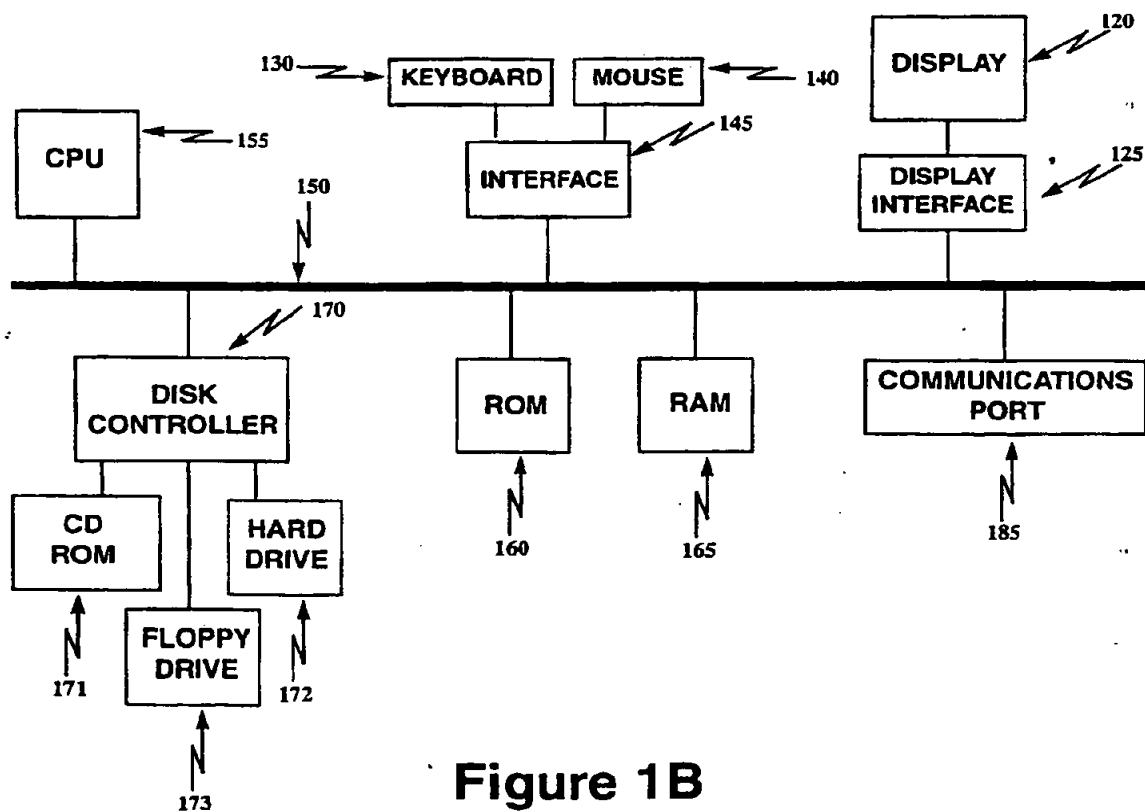 120
130
KEYBOARD
MOUSE
140
DISPLAY
155
CPU
145
INTERFACE
125
DISPLAY
INTERFACE
150
170
DISK
CONTROLLER
ROM
RAM
COMMUNICATIONS
PORT
CD
ROM
HARD
DRIVE
160
165
185
FLOPPY
DRIVE
171
172
173
Figure 1B